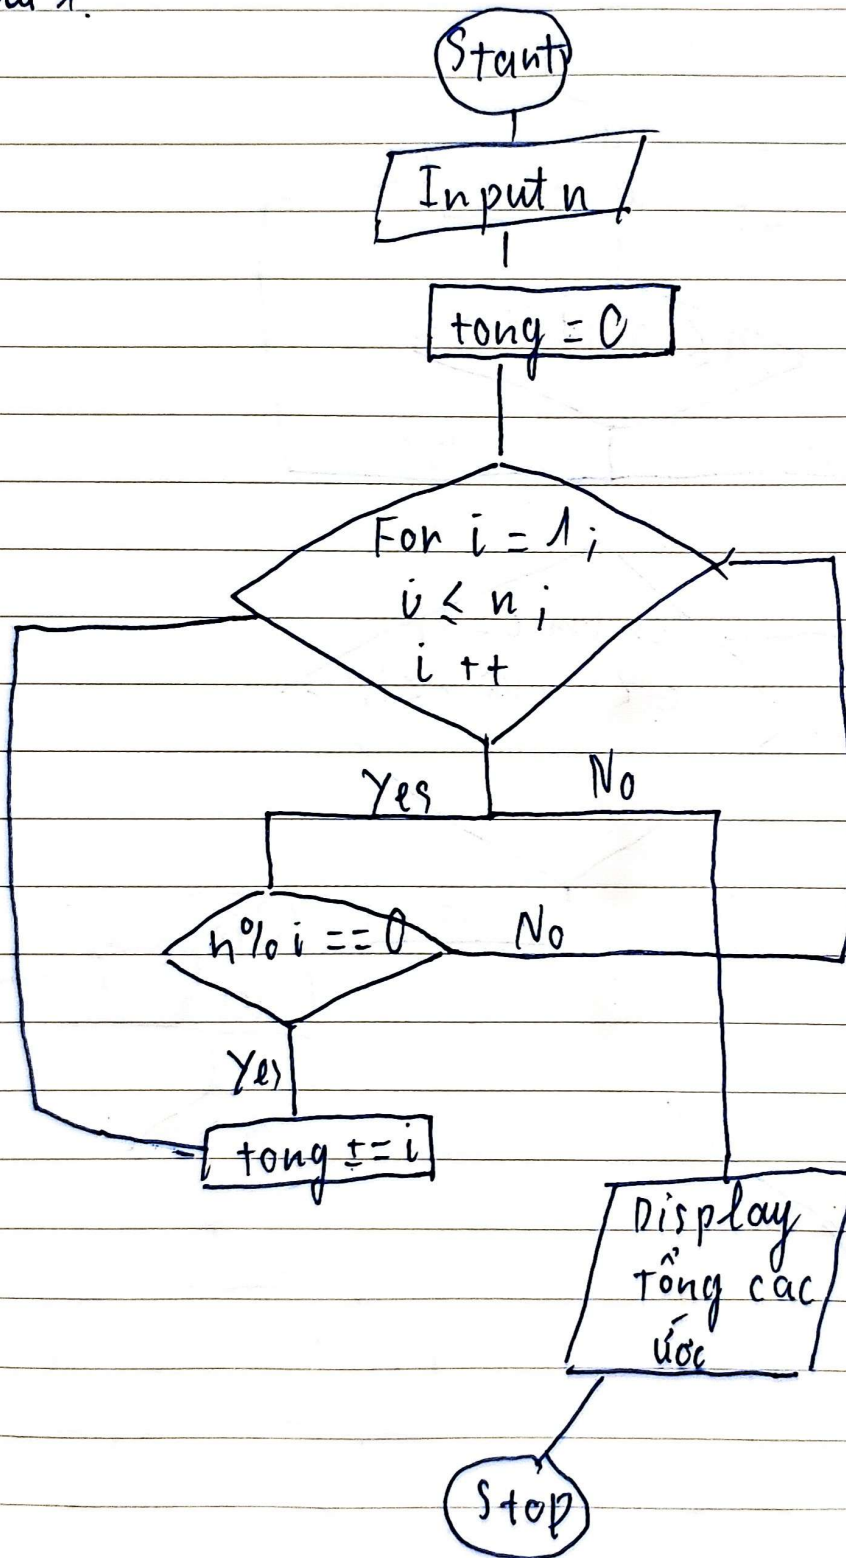 Start
Input n
tong = 0
For i = 1;
i ≤ n;
i ++
Yes
No
n% i == 0
No
Yes
tong += i
Display
tổng các
ước
Stop